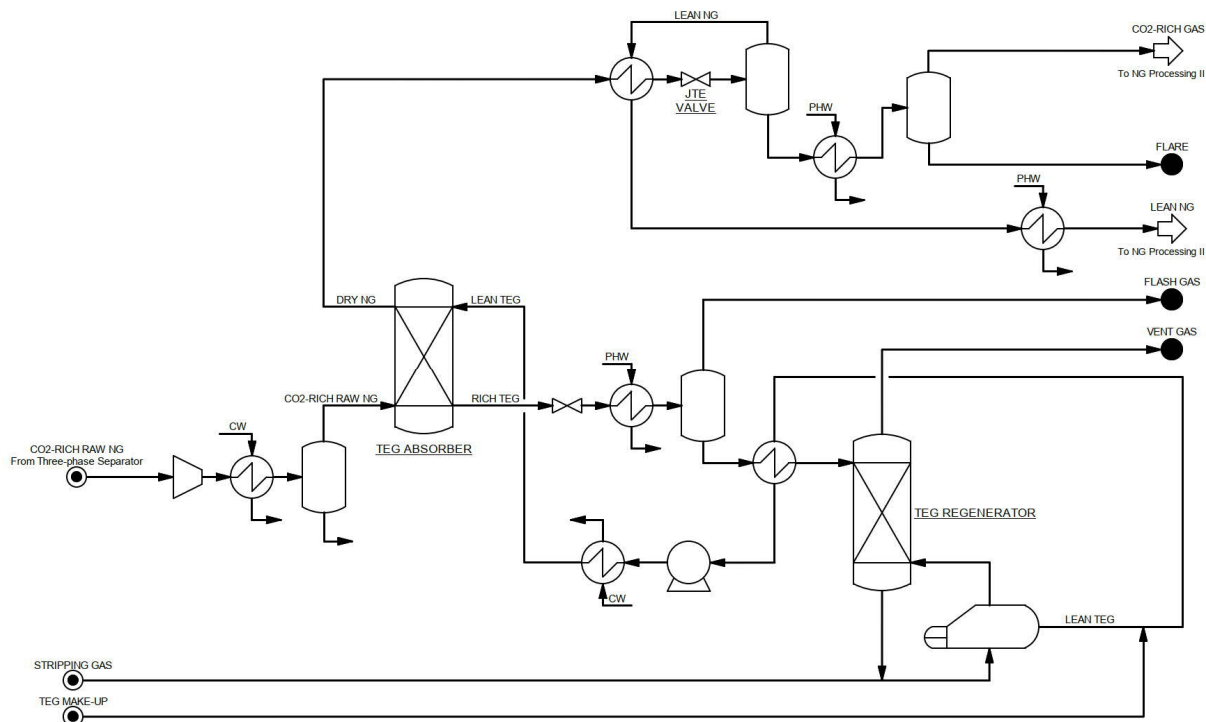 LEAN NG
CO2-RICH GAS
To NG Processing II
JTE
VALVE
PHW
FLARE
PHW
LEAN NG
To NG Processing II
FLASH GAS
DRY NG
LEAN TEG
VENT GAS
PHW
CO2-RICH RAW NG
RICH TEG
CW
TEG ABSORBER
CO2-RICH RAW NG
From Three-phase Separator
TEG REGENERATOR
CW
LEAN TEG
STRIPPING GAS
TEG MAKE-UP